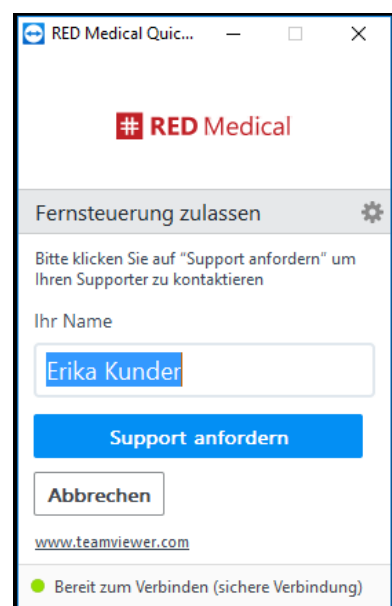 RED Medical Quic...
# RED Medical
Fernsteuerung zulassen
Bitte klicken Sie auf "Support anfordern" um
Ihren Supporter zu kontaktieren
Ihr Name
Erika Kunder
Support anfordern
Abbrechen
www.teamviewer.com
Bereit zum Verbinden (sichere Verbindung)